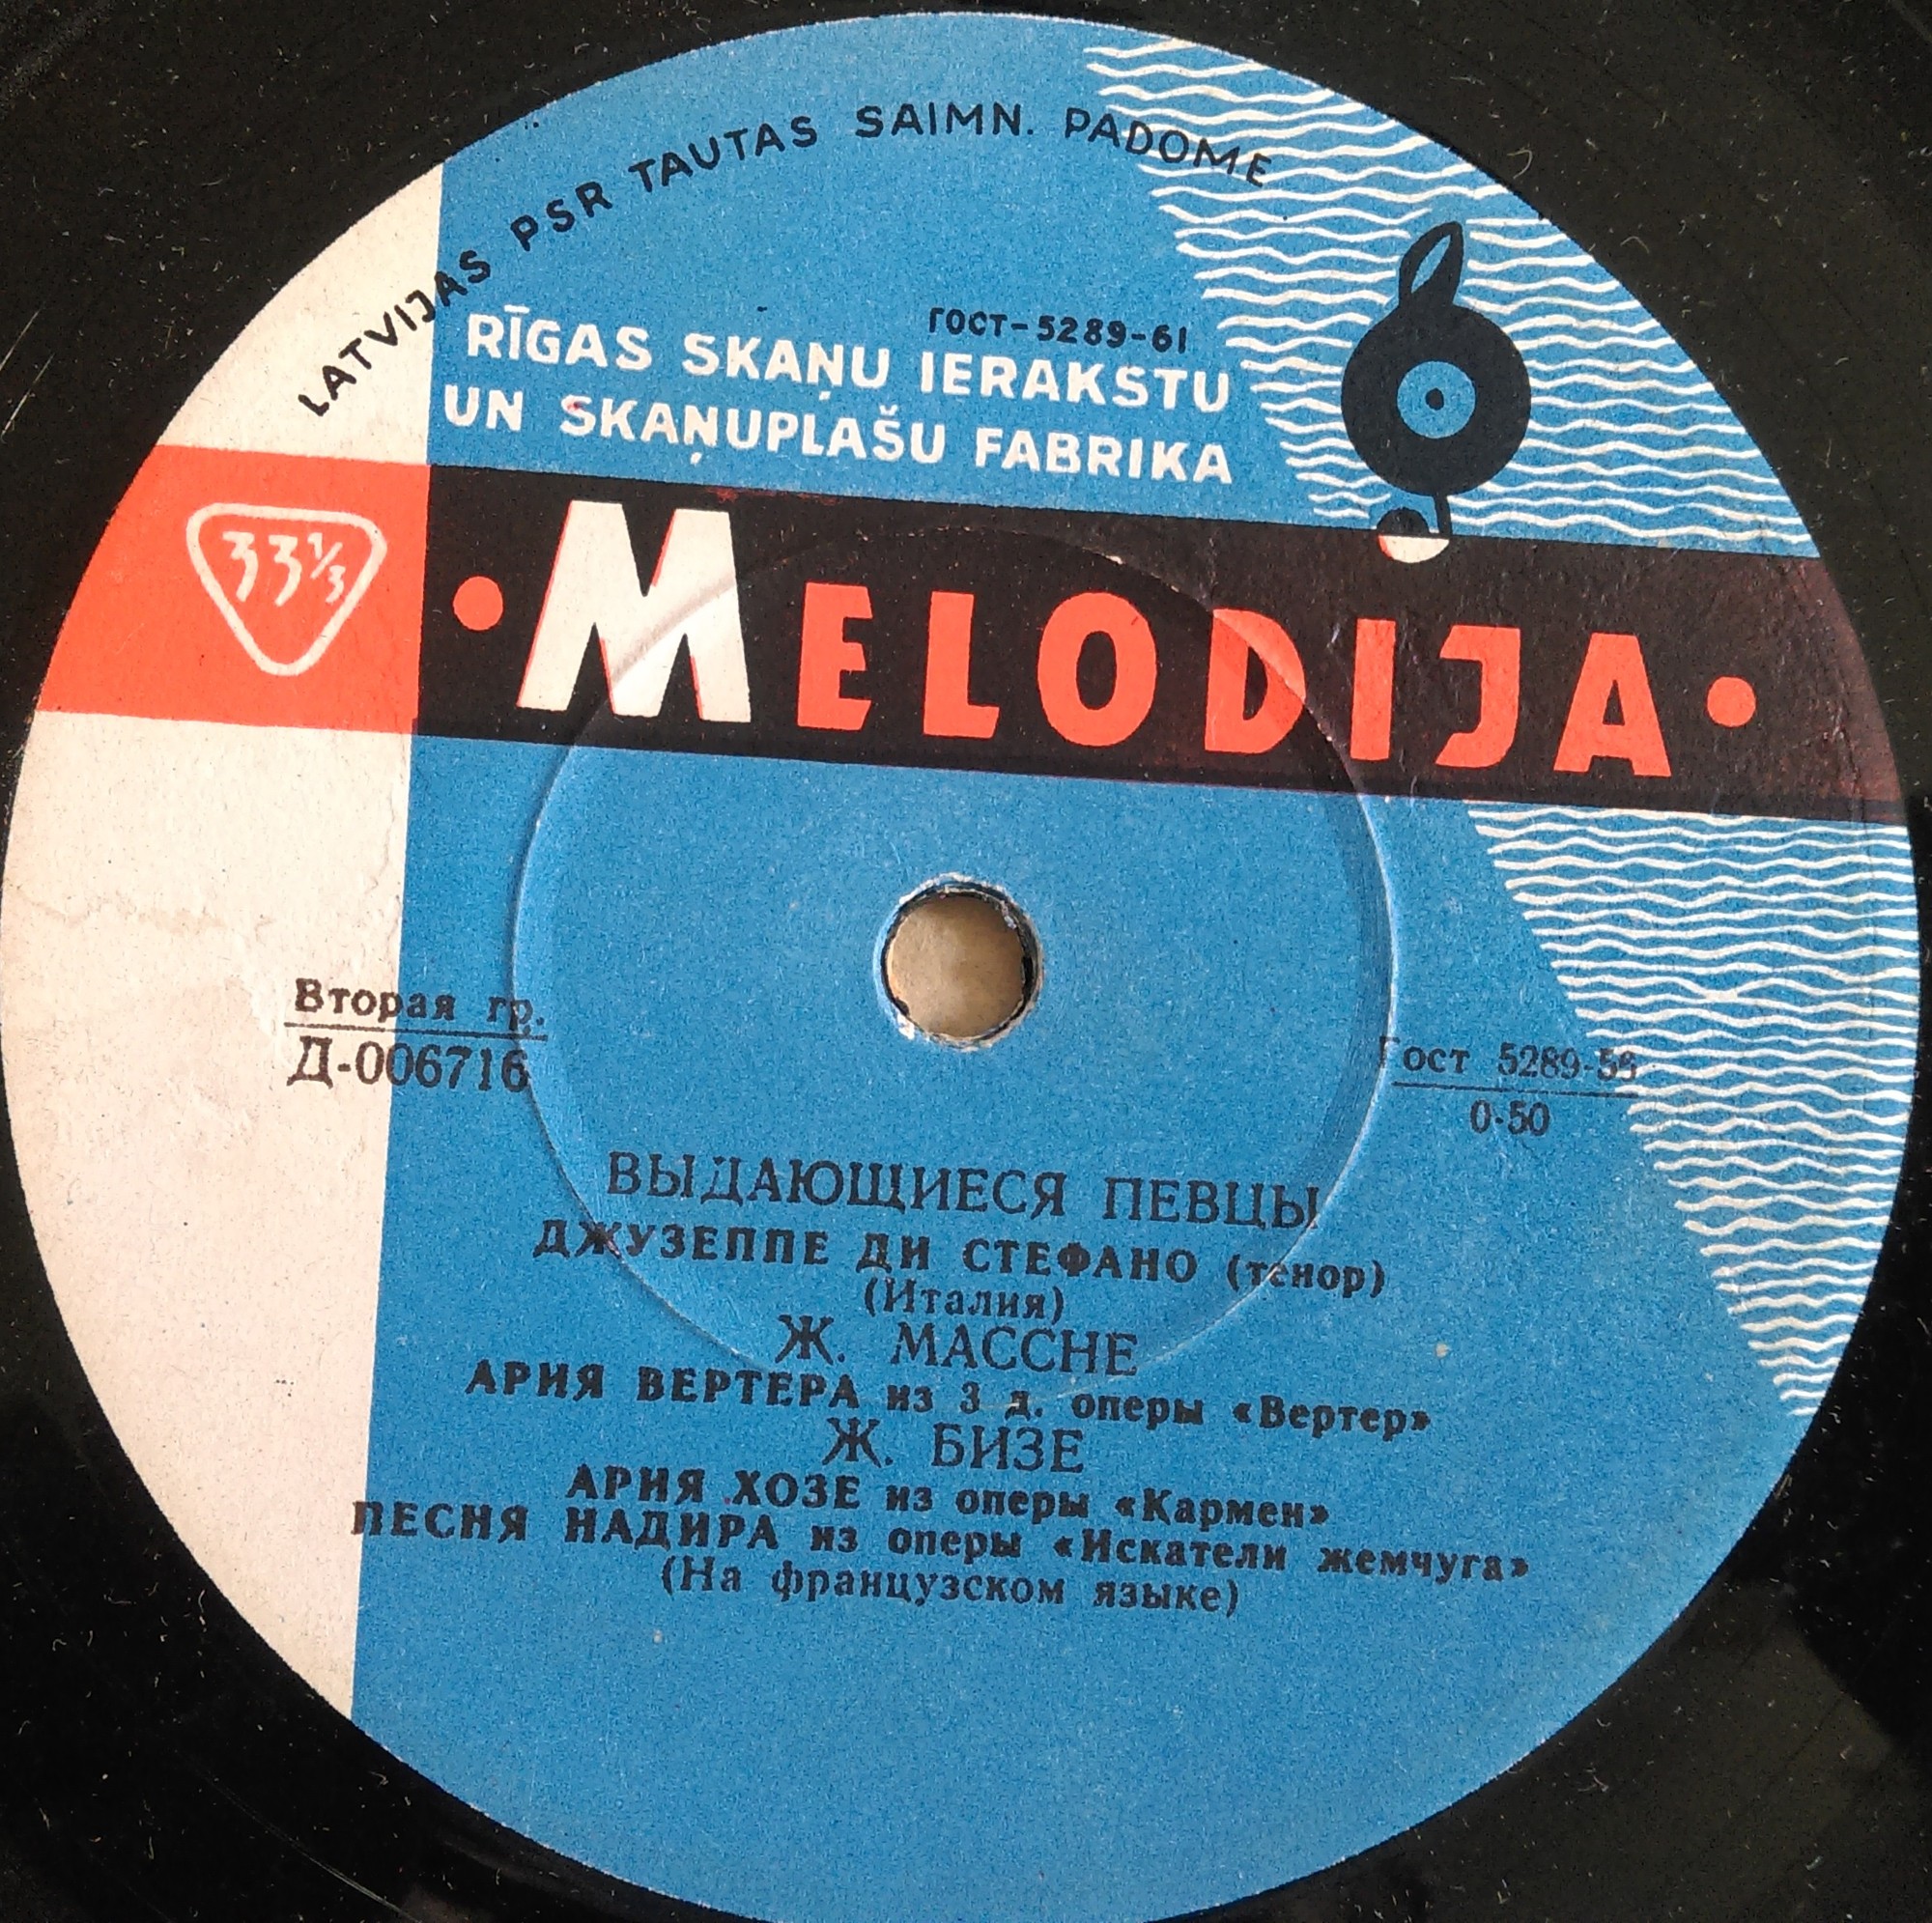 LATVIJAS PSR TAUTAS SAIMN. PADOME
ГОСТ-5289-61
RĪGAS SKAŅU IERAKSTU
UN SKAŅUPLAŠU FABRIKA
33 1/3
• MELODIJA •
Вторая гр.
Д-006716
Гост 5289-56
0-50
ВЫДАЮЩИЕСЯ ПЕВЦЫ
ДЖУЗЕППЕ ДИ СТЕФАНО (тенор)
(Италия)
Ж. МАССНЕ
АРИЯ ВЕРТЕРА из 3 д. оперы «Вертер»
Ж. БИЗЕ
АРИЯ ХОЗЕ из оперы «Кармен»
ПЕСНЯ НАДИРА из оперы «Искатели жемчуга»
(На французском языке)